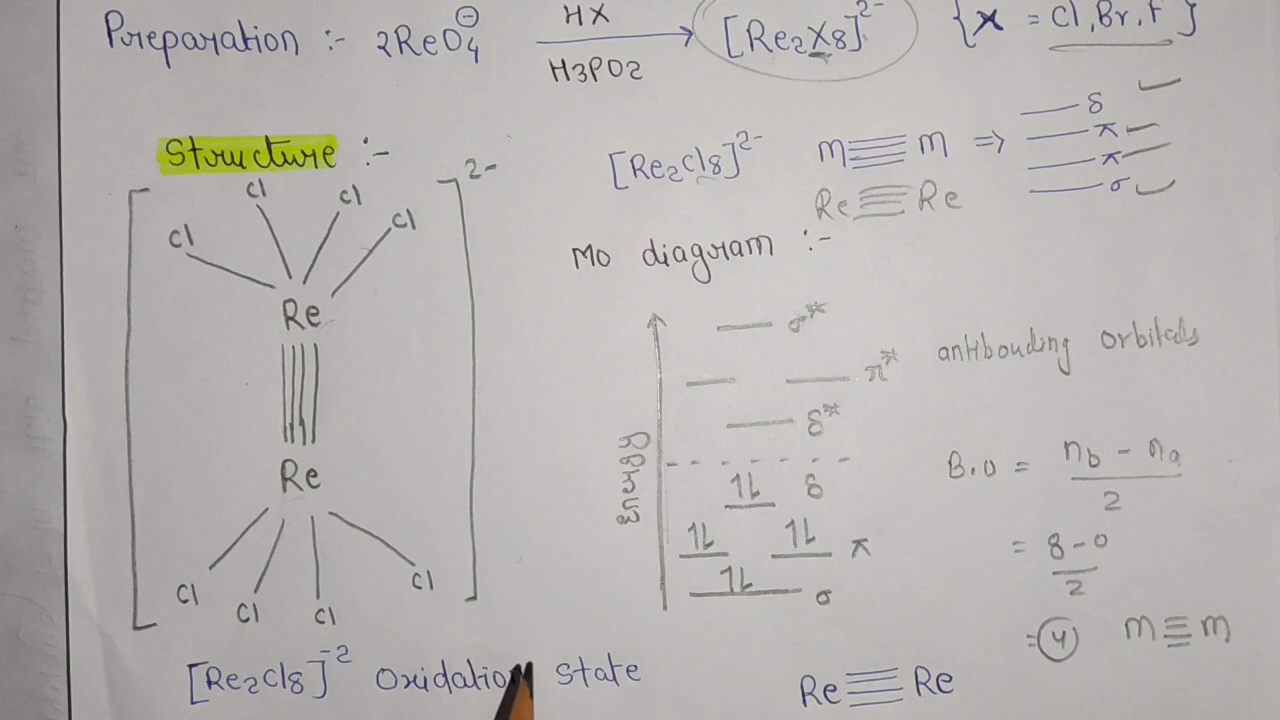 Preparation :- 2ReO4⊖ HX / H3PO2 → [Re2X8]2- {X = Cl, Br, F}
Structure :-
[Re2Cl8]2- m≣m ⇒ δ
π
π
σ
Re≣Re
2-
Cl Cl Cl Cl
Re
Re
Cl Cl Cl Cl
MO diagram :-
Energy
σ*
π* antibonding orbitals
δ*
δ
π
σ
B.O = nb - na / 2
= 8-0 / 2
= 4 m≡m
[Re2Cl8]-2 Oxidation state
Re≣Re